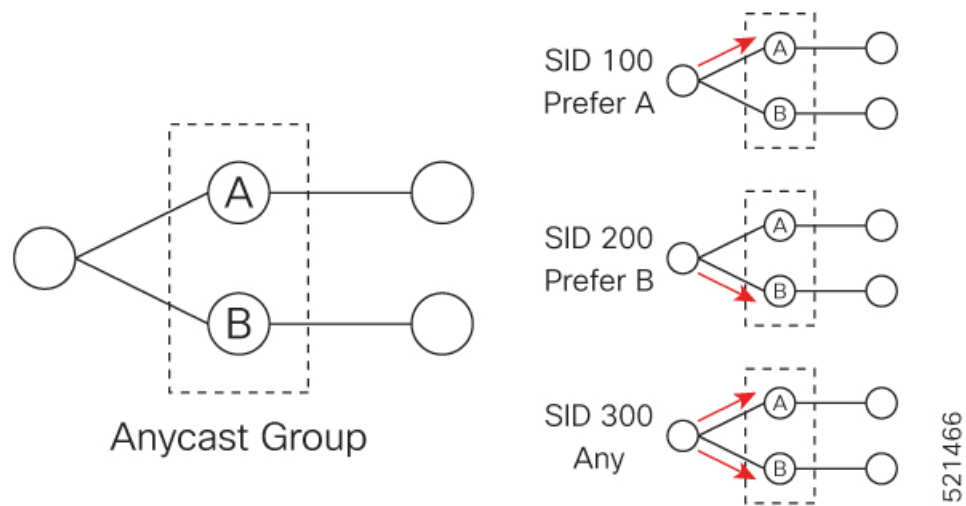 A
B
Anycast Group
SID 100
Prefer A
A
B
SID 200
Prefer B
A
B
SID 300
Any
A
B
521466